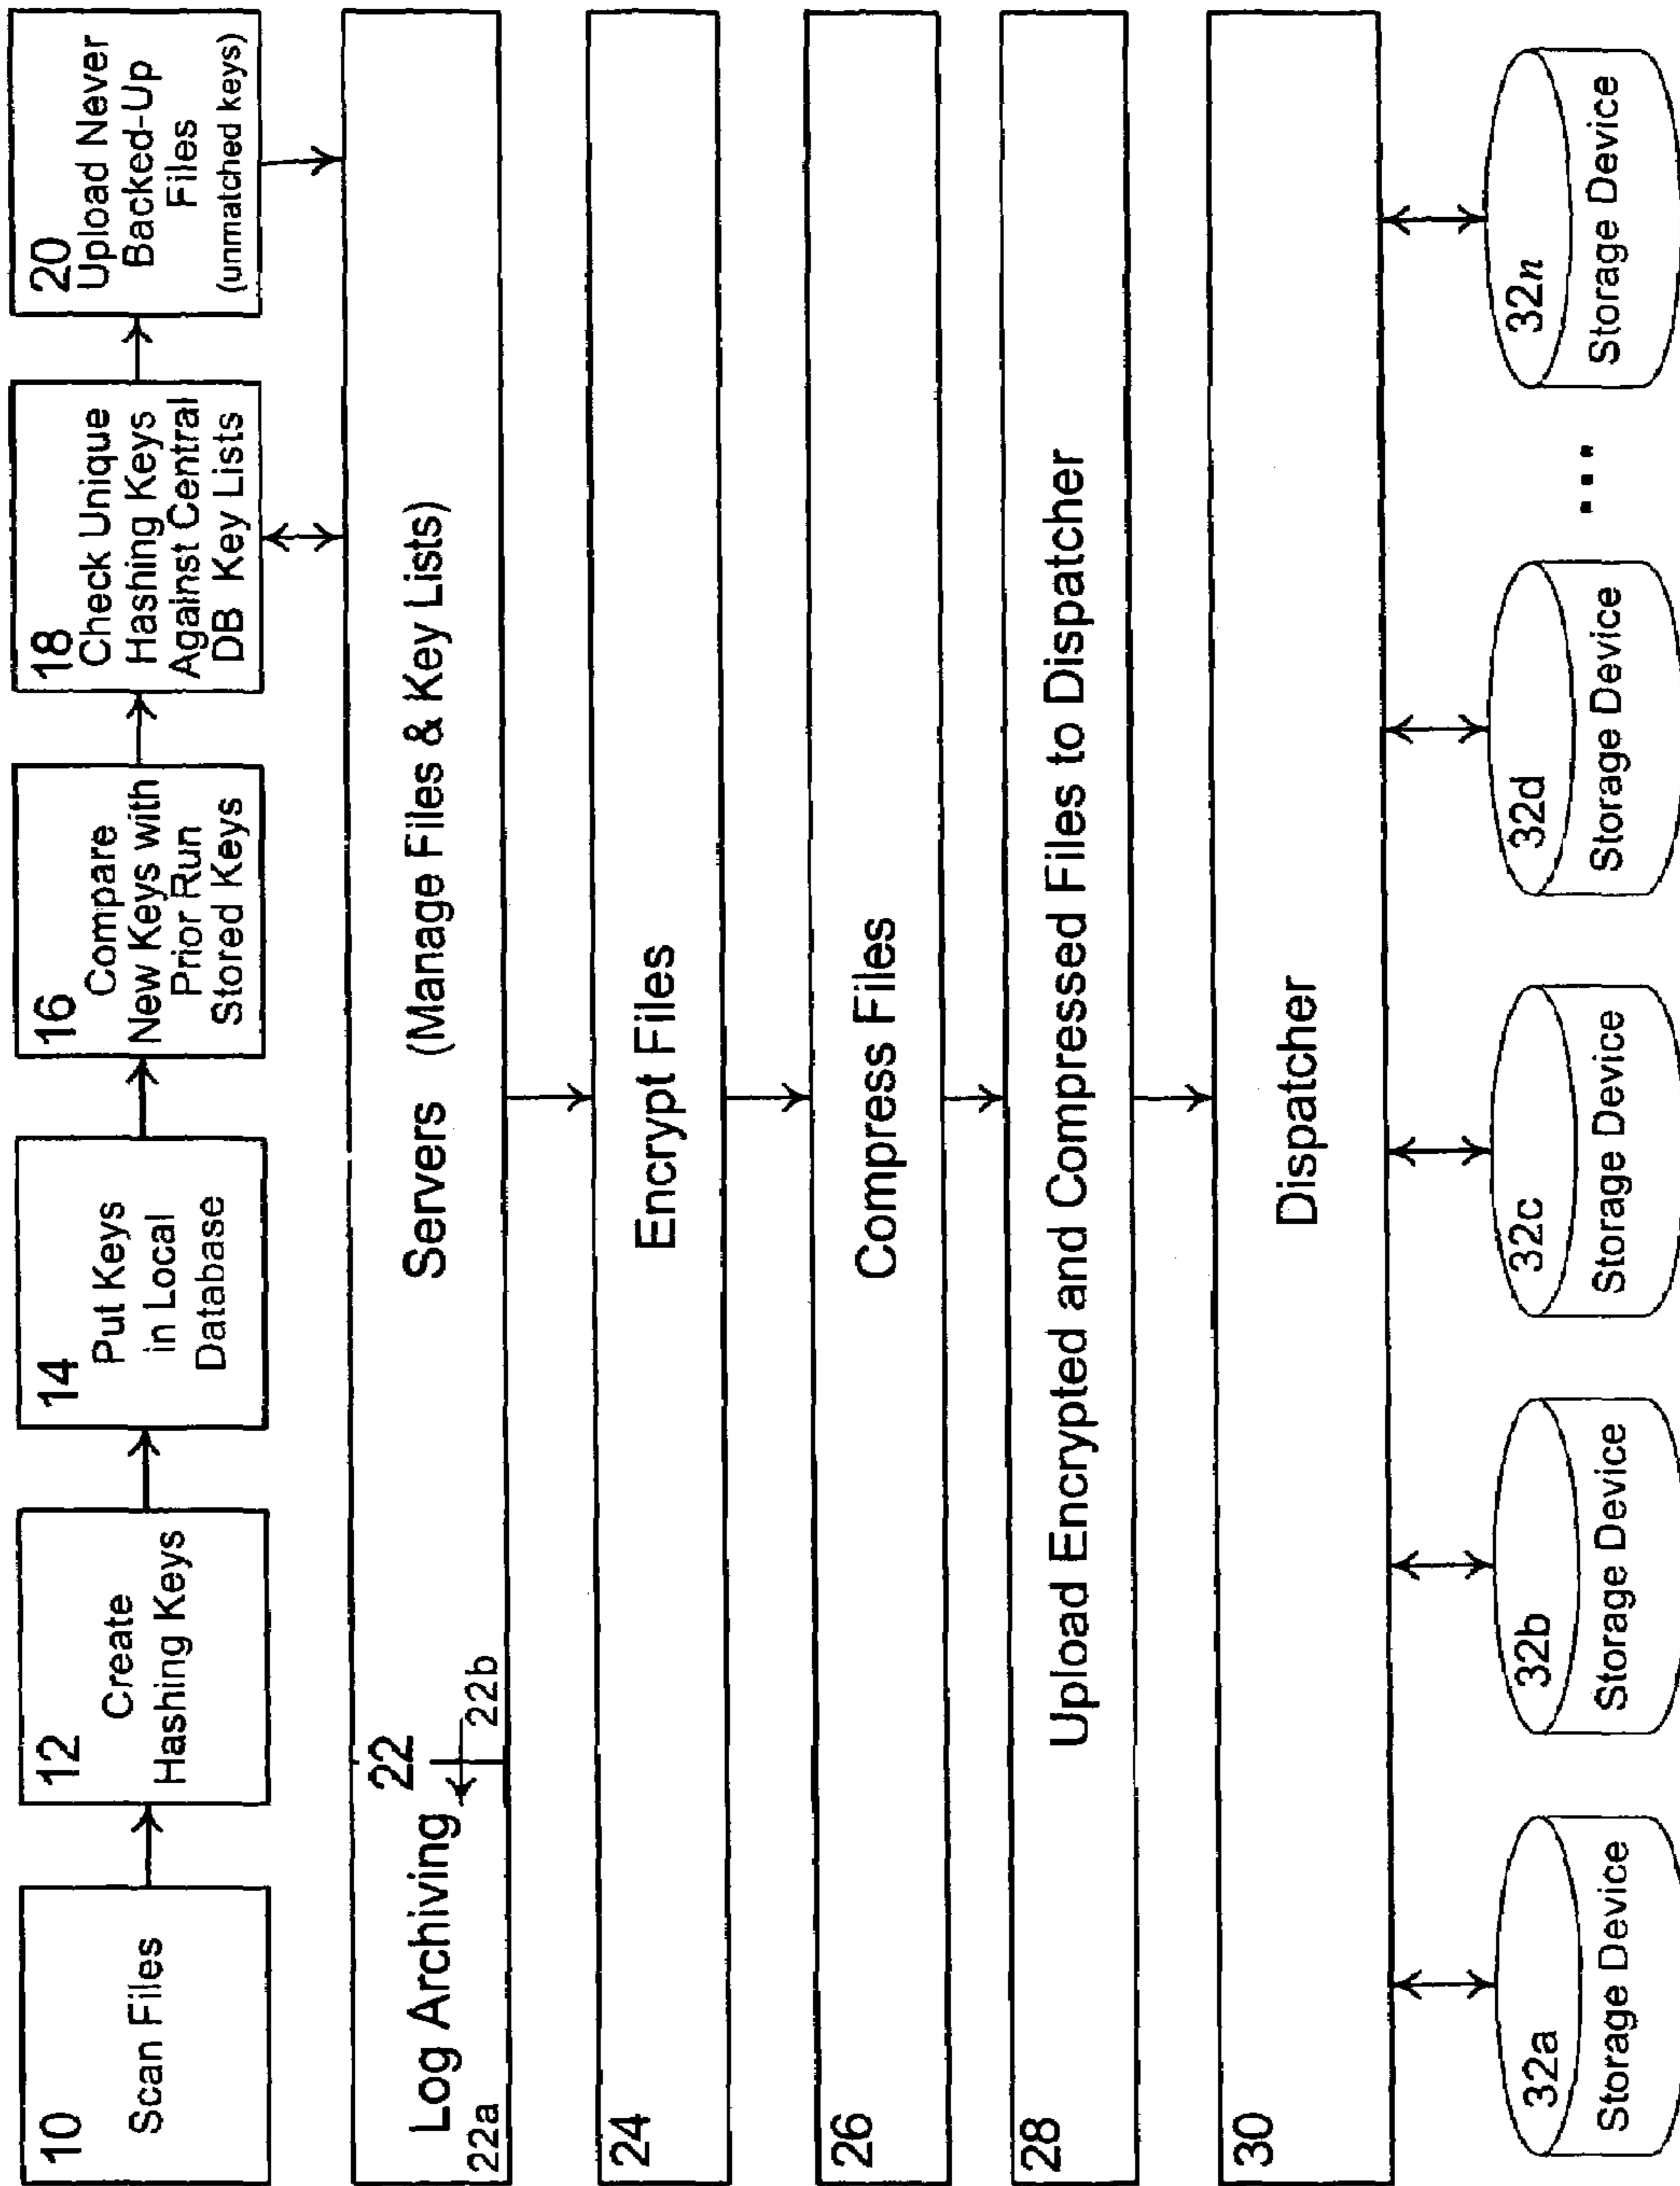 10
Scan Files
12
Create
Hashing Keys
14
Put Keys
in Local
Database
16
Compare
New Keys with
Prior Run
Stored Keys
18
Check Unique
Hashing Keys
Against Central
DB Key Lists
20
Upload Never
Backed-Up
Files
(unmatched keys)
22
Log Archiving
22a
22b
Servers (Manage Files & Key Lists)
24
Encrypt Files
26
Compress Files
28
Upload Encrypted and Compressed Files to Dispatcher
30
Dispatcher
32a
Storage Device
32b
Storage Device
32c
Storage Device
32d
Storage Device
...
32n
Storage Device